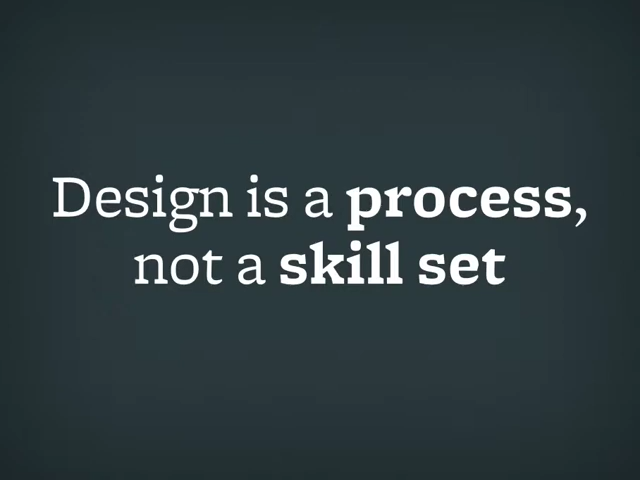 Design is a process,
not a skill set